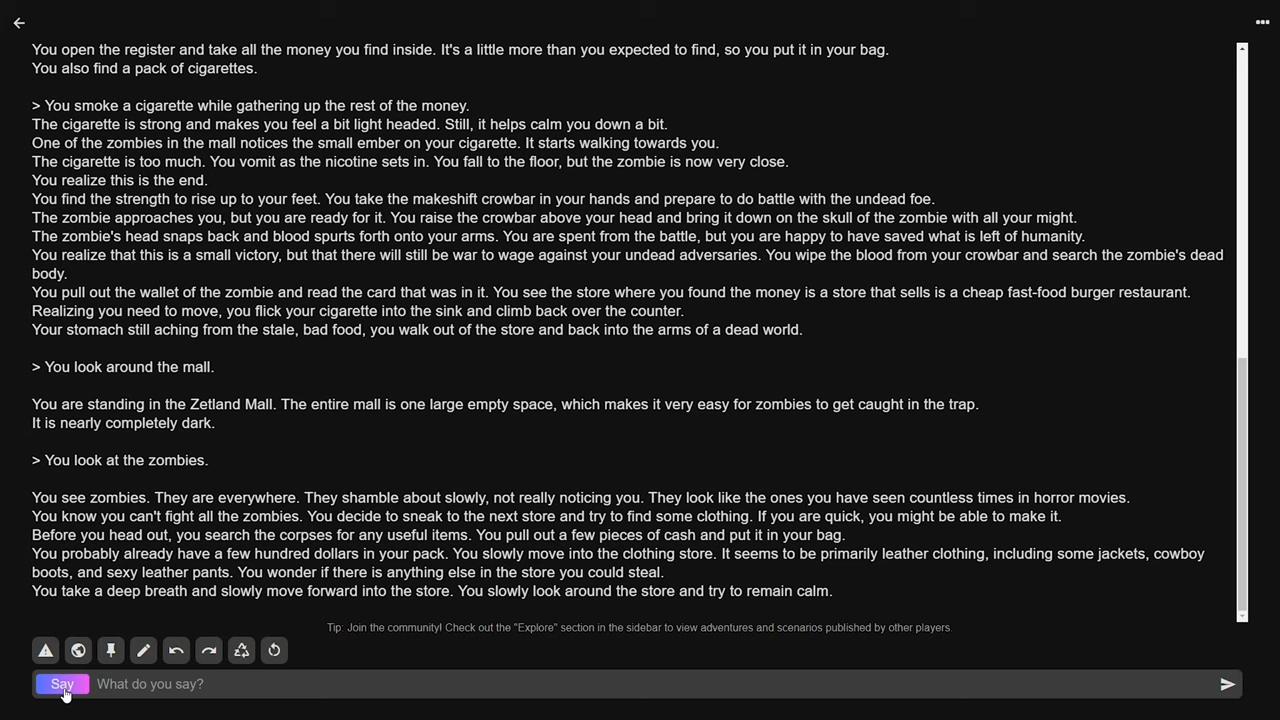 You open the register and take all the money you find inside. It's a little more than you expected to find, so you put it in your bag.
You also find a pack of cigarettes.
> You smoke a cigarette while gathering up the rest of the money.
The cigarette is strong and makes you feel a bit light headed. Still, it helps calm you down a bit.
One of the zombies in the mall notices the small ember on your cigarette. It starts walking towards you.
The cigarette is too much. You vomit as the nicotine sets in. You fall to the floor, but the zombie is now very close.
You realize this is the end.
You find the strength to rise up to your feet. You take the makeshift crowbar in your hands and prepare to do battle with the undead foe.
The zombie approaches you, but you are ready for it. You raise the crowbar above your head and bring it down on the skull of the zombie with all your might.
The zombie's head snaps back and blood spurts forth onto your arms. You are spent from the battle, but you are happy to have saved what is left of humanity.
You realize that this is a small victory, but that there will still be war to wage against your undead adversaries. You wipe the blood from your crowbar and search the zombie's dead
body.
You pull out the wallet of the zombie and read the card that was in it. You see the store where you found the money is a store that sells is a cheap fast-food burger restaurant.
Realizing you need to move, you flick your cigarette into the sink and climb back over the counter.
Your stomach still aching from the stale, bad food, you walk out of the store and back into the arms of a dead world.
> You look around the mall.
You are standing in the Zetland Mall. The entire mall is one large empty space, which makes it very easy for zombies to get caught in the trap.
It is nearly completely dark.
> You look at the zombies.
You see zombies. They are everywhere. They shamble about slowly, not really noticing you. They look like the ones you have seen countless times in horror movies.
You know you can't fight all the zombies. You decide to sneak to the next store and try to find some clothing. If you are quick, you might be able to make it.
Before you head out, you search the corpses for any useful items. You pull out a few pieces of cash and put it in your bag.
You probably already have a few hundred dollars in your pack. You slowly move into the clothing store. It seems to be primarily leather clothing, including some jackets, cowboy
boots, and sexy leather pants. You wonder if there is anything else in the store you could steal.
You take a deep breath and slowly move forward into the store. You slowly look around the store and try to remain calm.
Tip: Join the community! Check out the "Explore" section in the sidebar to view adventures and scenarios published by other players.
Say What do you say?